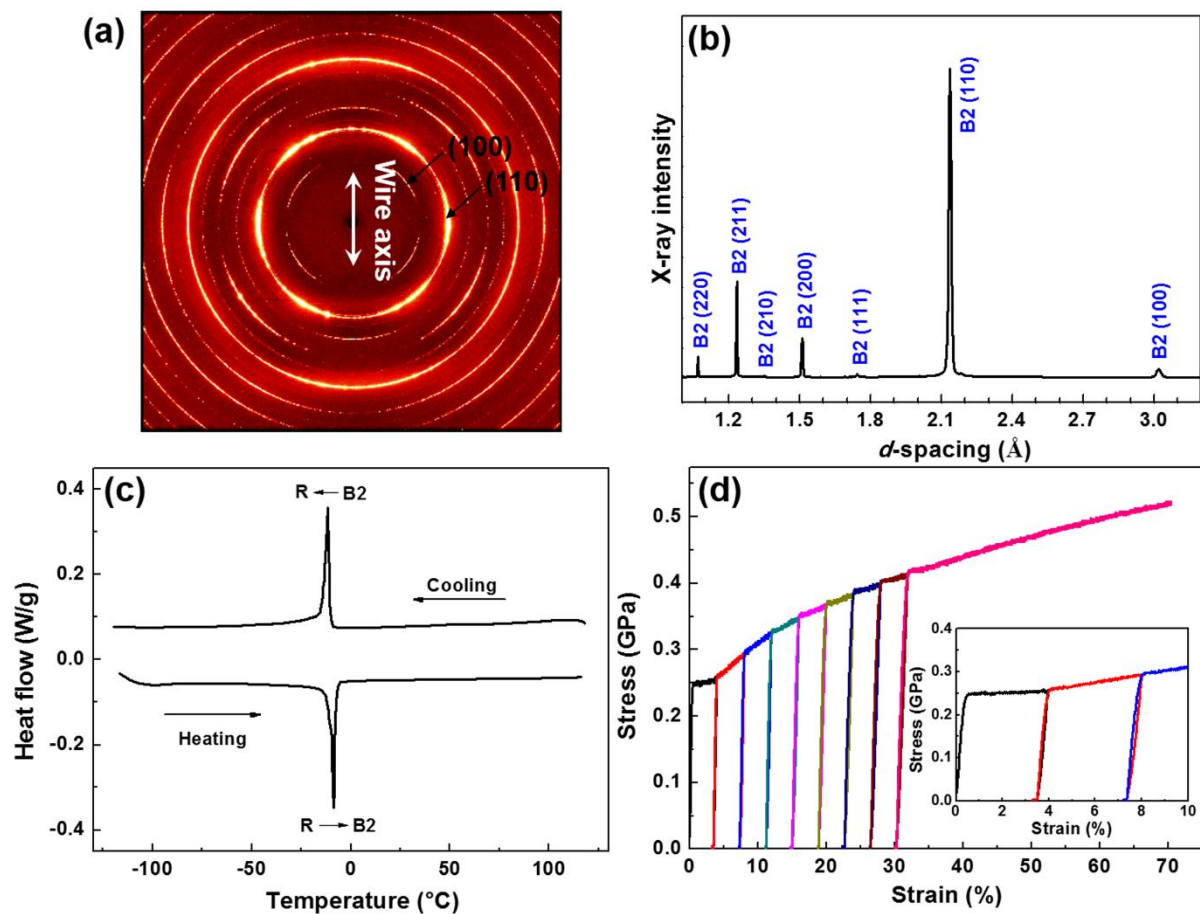 (a)
(100)
(110)
Wire axis
(b)
X-ray intensity
B2 (220)
B2 (211)
B2 (210)
B2 (200)
B2 (111)
B2 (110)
B2 (100)
1.2 1.5 1.8 2.1 2.4 2.7 3.0
d-spacing (Å)
(c)
Heat flow (W/g)
0.4
0.2
0.0
-0.2
-0.4
R ← B2
Cooling
Heating
R → B2
-100 -50 0 50 100
Temperature (°C)
(d)
Stress (GPa)
0.5
0.4
0.3
0.2
0.1
0.0
0 10 20 30 40 50 60 70
Strain (%)
Stress (GPa)
0.4
0.3
0.2
0.1
0.0
0 2 4 6 8 10
Strain (%)